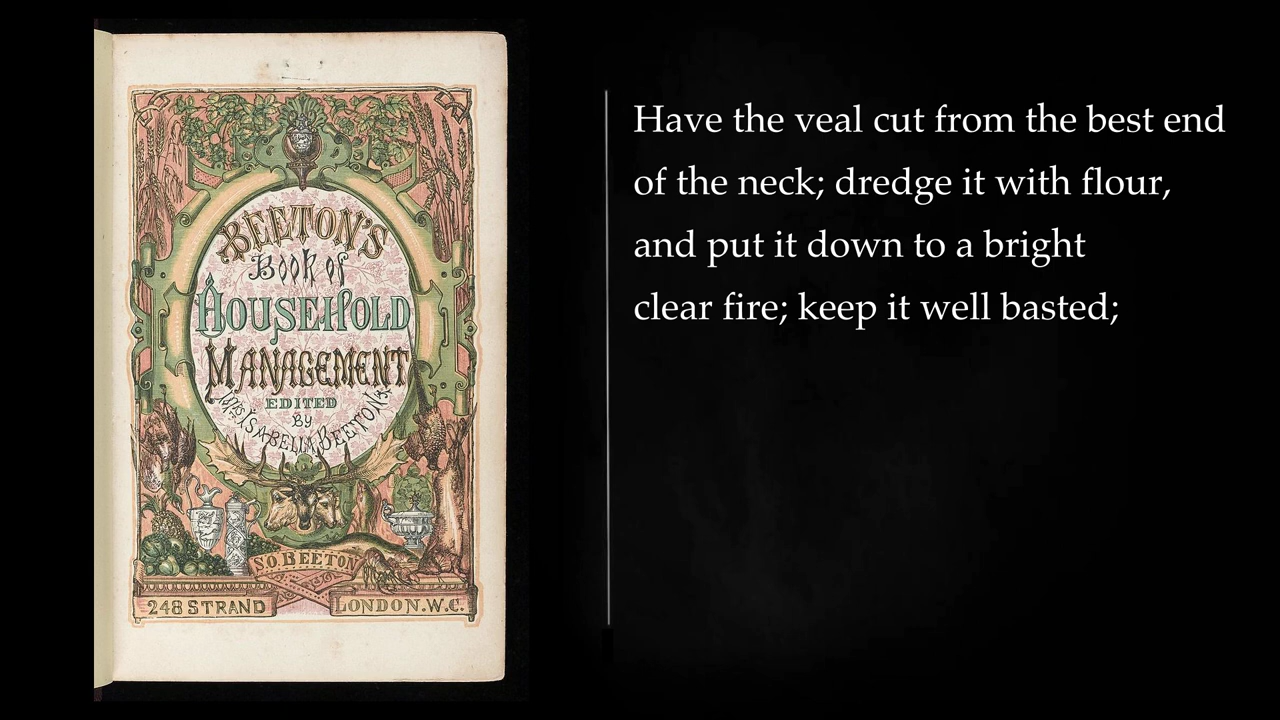 BEETON'S
Book of
HOUSEHOLD
MANAGEMENT
EDITED
BY
MRS ISABELLA BEETON
S.O. BEETON
248 STRAND
LONDON. W.C.
Have the veal cut from the best end
of the neck; dredge it with flour,
and put it down to a bright
clear fire; keep it well basted;